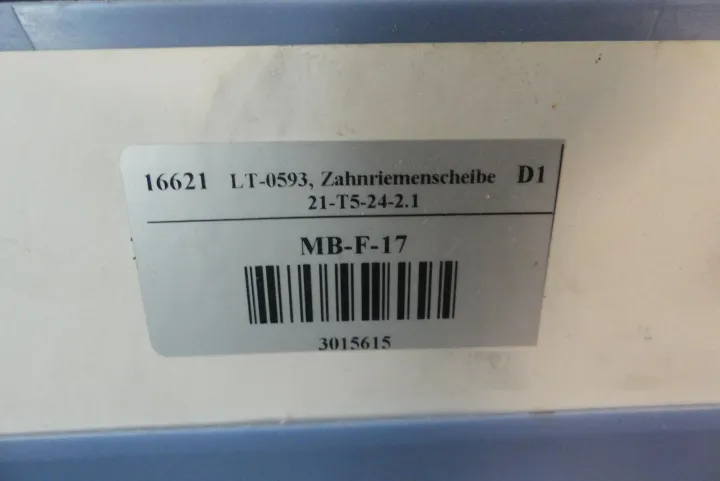 16621 LT-0593, Zahnriemenscheibe D1
21-T5-24-2.1
MB-F-17
3015615